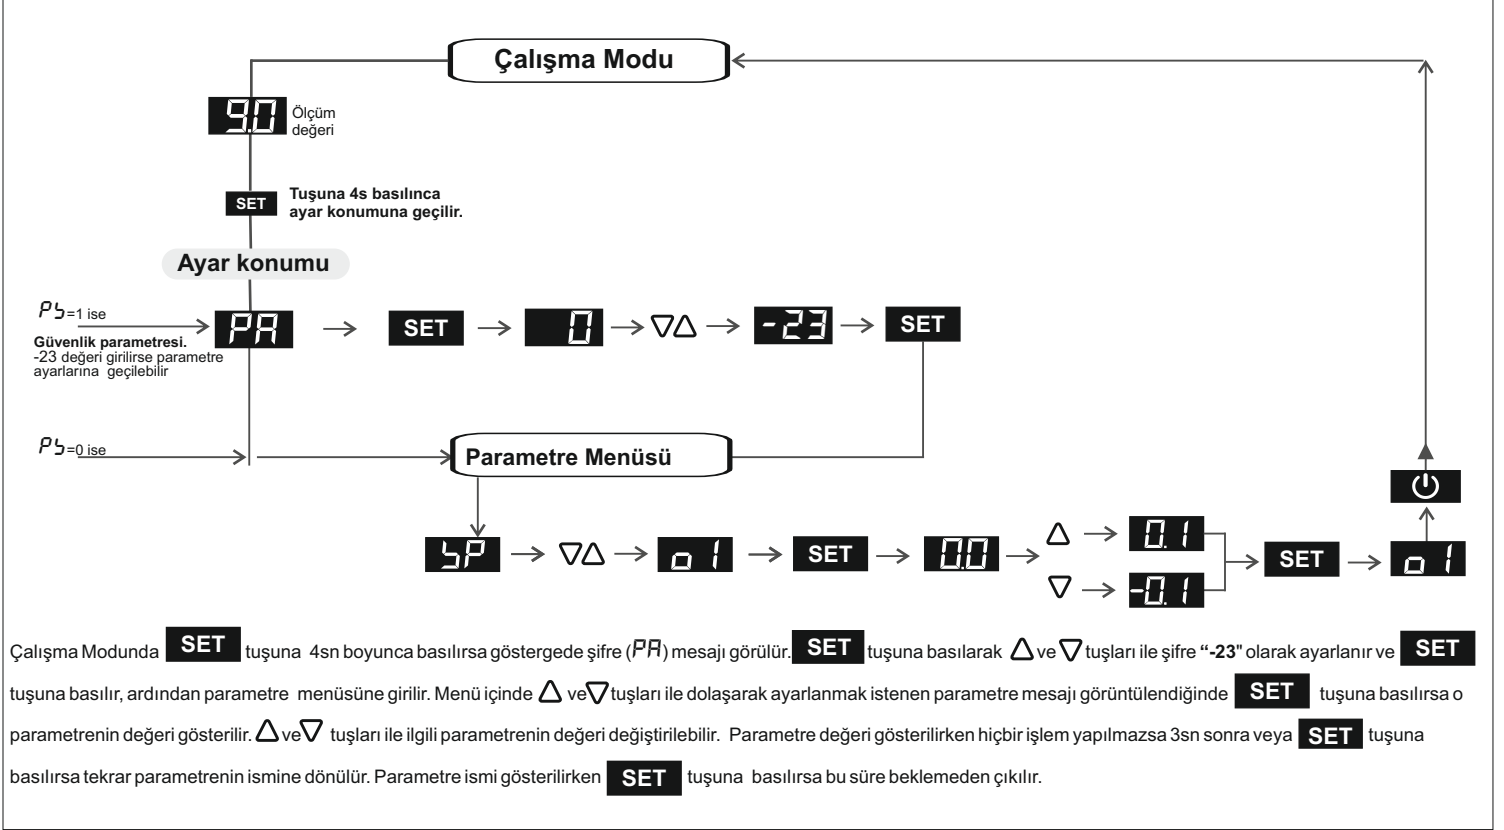 Çalışma Modu
9.0
Ölçüm
değeri
SET
Tuşuna 4s basılınca
ayar konumuna geçilir.
Ayar konumu
PS=1 ise
Güvenlik parametresi.
-23 değeri girilirse parametre
ayarlarına geçilebilir
PA
SET
0
-23
SET
PS=0 ise
Parametre Menüsü
SP
o1
SET
0.0
0.1
-0.1
SET
o1
Çalışma Modunda SET tuşuna 4sn boyunca basılırsa göstergede şifre (PA) mesajı görülür. SET tuşuna basılarak △ ve ▽ tuşları ile şifre “-23" olarak ayarlanır ve SET
tuşuna basılır, ardından parametre menüsüne girilir. Menü içinde △ ve ▽ tuşları ile dolaşarak ayarlanmak istenen parametre mesajı görüntülendiğinde SET tuşuna basılırsa o
parametrenin değeri gösterilir. △ ve ▽ tuşları ile ilgili parametrenin değeri değiştirilebilir. Parametre değeri gösterilirken hiçbir işlem yapılmazsa 3sn sonra veya SET tuşuna
basılırsa tekrar parametrenin ismine dönülür. Parametre ismi gösterilirken SET tuşuna basılırsa bu süre beklemeden çıkılır.